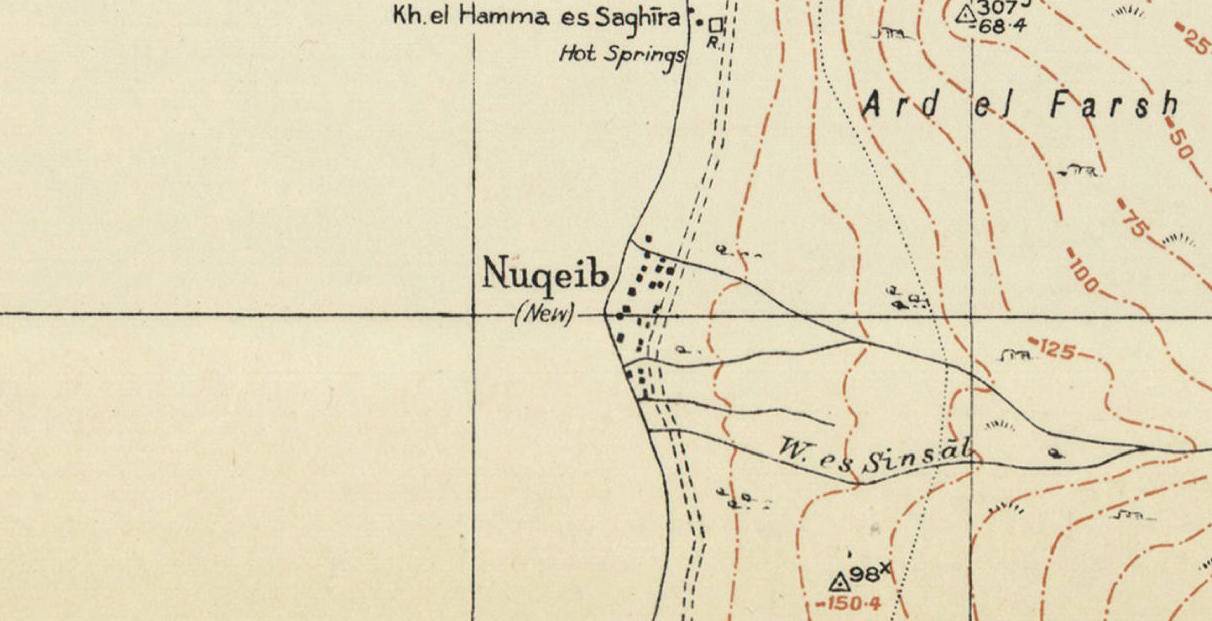 Kh. el Hamma es Saghīra
R.
Hot Springs
307
-68·4
-25
Ard el Farsh
-50
-75
-100
Nuqeib
(New)
-125
W. es Sinsāl
98x
-150·4